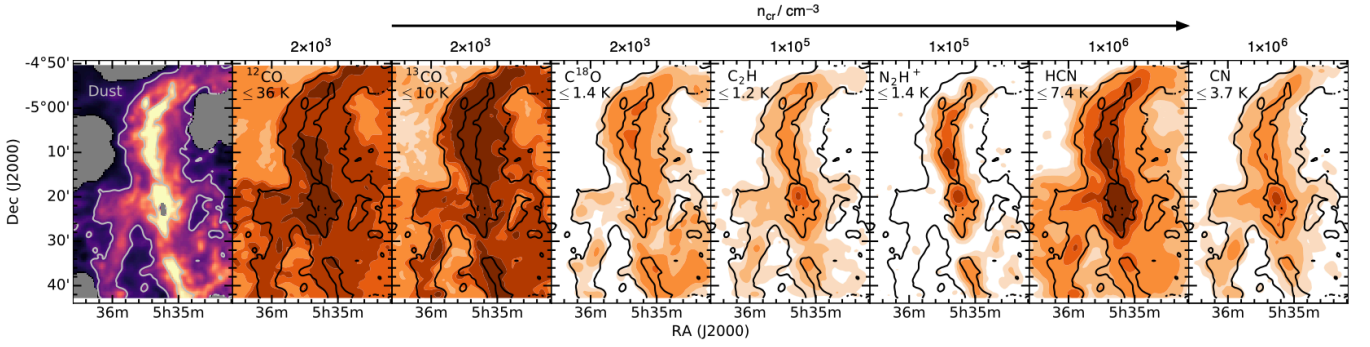 n_cr / cm⁻³
2×10³ 2×10³ 2×10³ 1×10⁵ 1×10⁵ 1×10⁶ 1×10⁶
Dust ¹²CO ¹³CO C¹⁸O C₂H N₂H⁺ HCN CN
≤ 36 K ≤ 10 K ≤ 1.4 K ≤ 1.2 K ≤ 1.4 K ≤ 7.4 K ≤ 3.7 K
-4°50'
-5°00'
10'
20'
30'
40'
Dec (J2000)
36m 5h35m 36m 5h35m 36m 5h35m 36m 5h35m 36m 5h35m 36m 5h35m 36m 5h35m 36m 5h35m
RA (J2000)